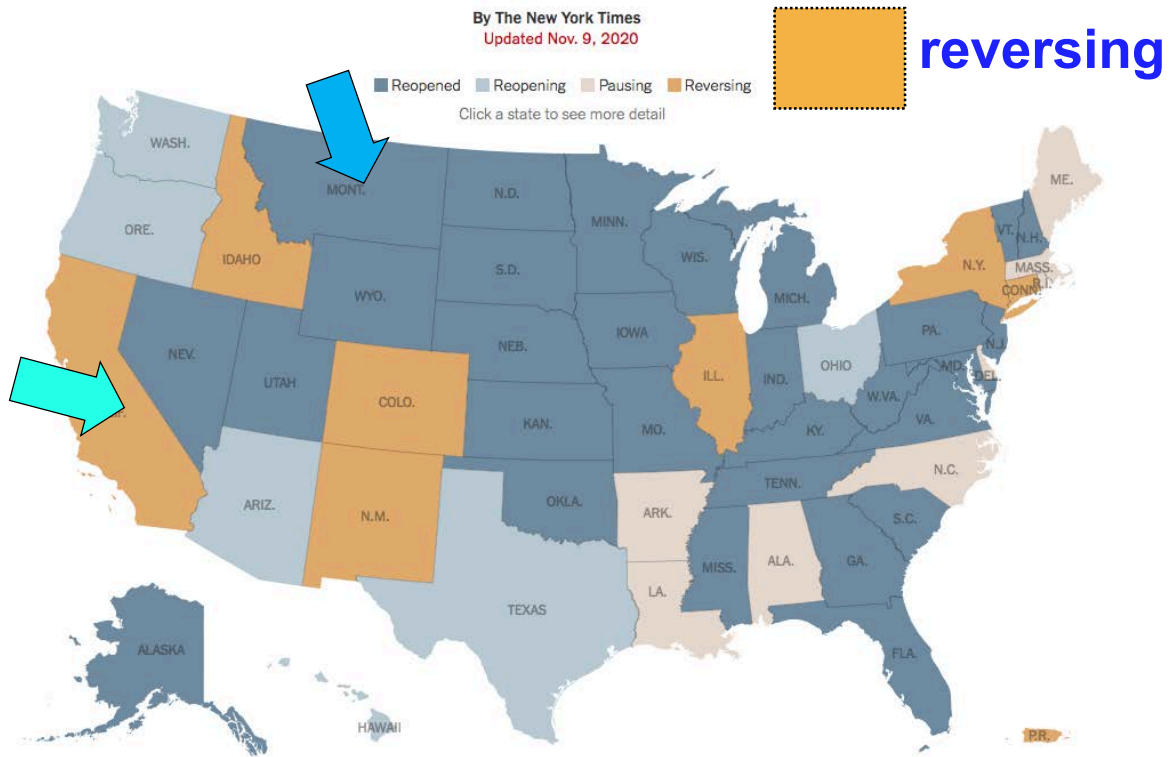 By The New York Times
Updated Nov. 9, 2020
reversing
Reopened Reopening Pausing Reversing
Click a state to see more detail
WASH.
MONT.
N.D.
MINN.
ME.
ORE.
IDAHO
WYO.
S.D.
WIS.
MICH.
VT.
N.H.
N.Y.
MASS.
R.I.
CONN.
NEV.
UTAH
COLO.
NEB.
IOWA
ILL.
IND.
OHIO
PA.
N.J.
MD.
DEL.
W.VA.
VA.
KAN.
MO.
KY.
N.C.
TENN.
ARIZ.
N.M.
OKLA.
ARK.
S.C.
MISS.
ALA.
GA.
LA.
TEXAS
FLA.
ALASKA
HAWAII
P.R.